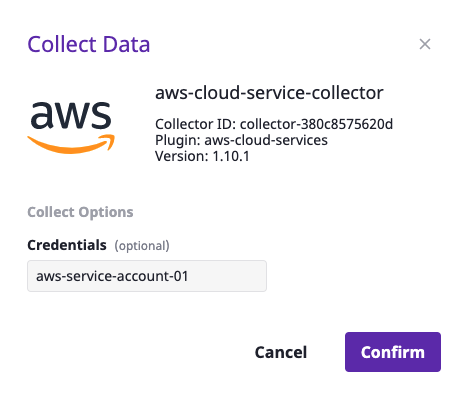 Collect Data
aws
aws-cloud-service-collector
Collector ID: collector-380c8575620d
Plugin: aws-cloud-services
Version: 1.10.1
Collect Options
Credentials (optional)
aws-service-account-01
Cancel
Confirm